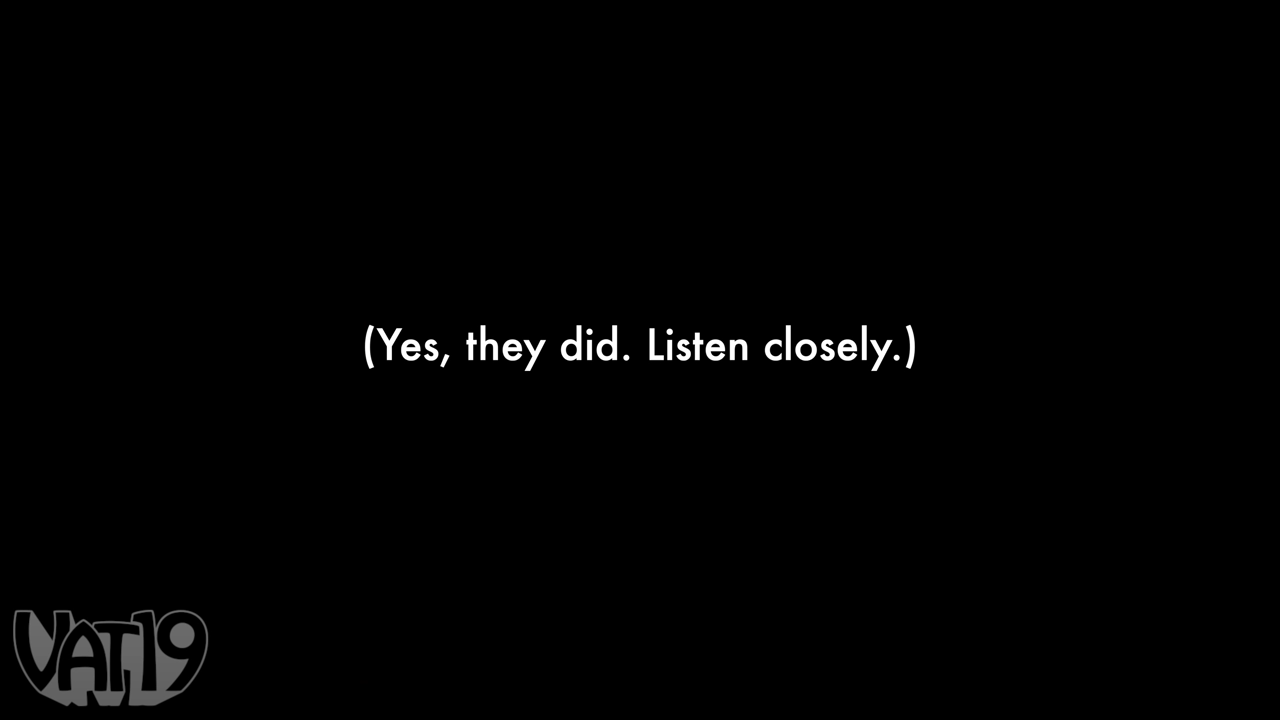 (Yes, they did. Listen closely.)
VAT19